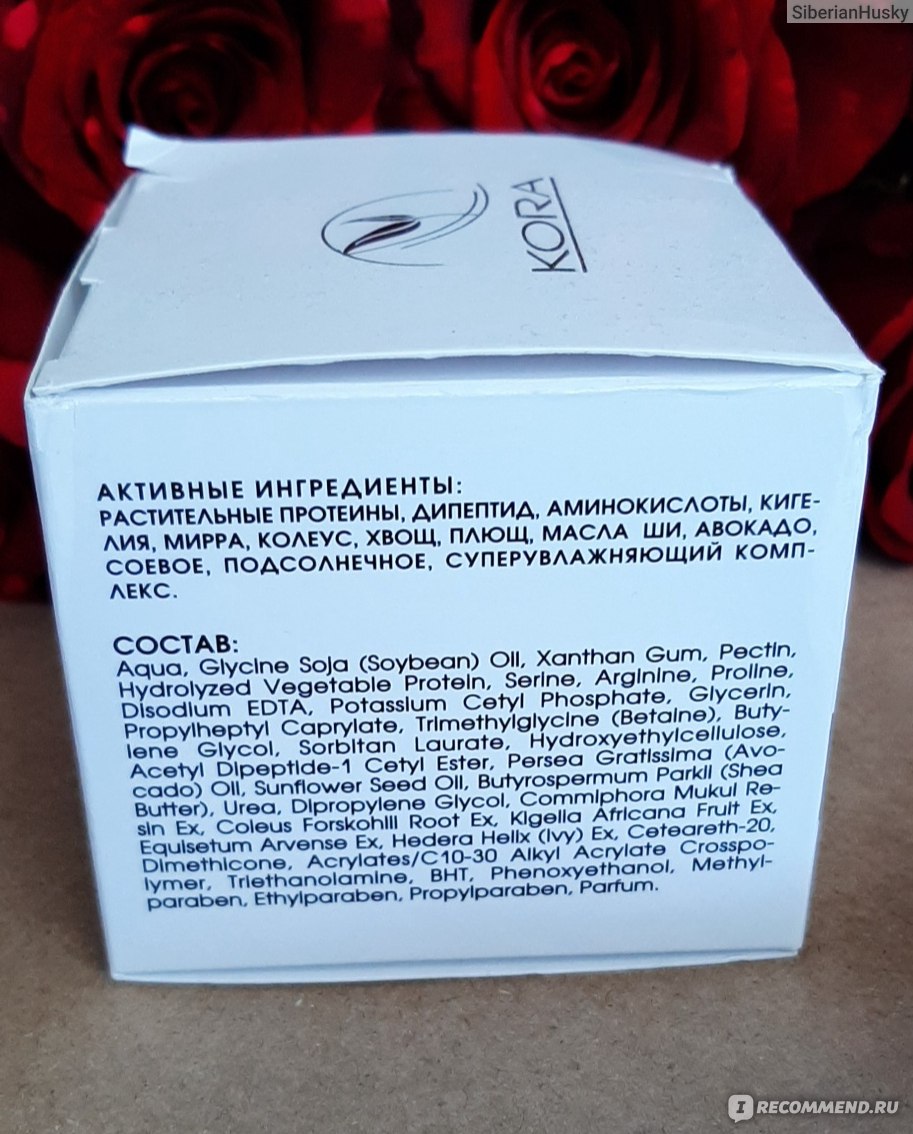 SiberianHusky
KORA
АКТИВНЫЕ ИНГРЕДИЕНТЫ:
РАСТИТЕЛЬНЫЕ ПРОТЕИНЫ, ДИПЕПТИД, АМИНОКИСЛОТЫ, КИГЕ-
ЛИЯ, МИРРА, КОЛЕУС, ХВОЩ, ПЛЮЩ, МАСЛА ШИ, АВОКАДО,
СОЕВОЕ, ПОДСОЛНЕЧНОЕ, СУПЕРУВЛАЖНЯЮЩИЙ КОМП-
ЛЕКС.
СОСТАВ:
Aqua, Glycine Soja (Soybean) Oil, Xanthan Gum, Pectin,
Hydrolyzed Vegetable Protein, Serine, Arginine, Proline,
Disodium EDTA, Potassium Cetyl Phosphate, Glycerin,
Propylheptyl Caprylate, Trimethylglycine (Betaine), Buty-
lene Glycol, Sorbitan Laurate, Hydroxyethylcellulose,
Acetyl Dipeptide-1 Cetyl Ester, Persea Gratissima (Avo-
cado) Oil, Sunflower Seed Oil, Butyrospermum Parkii (Shea
Butter), Urea, Dipropylene Glycol, Commiphora Mukul Re-
sin Ex, Coleus Forskohlii Root Ex, Kigelia Africana Fruit Ex,
Equisetum Arvense Ex, Hedera Helix (Ivy) Ex, Ceteareth-20,
Dimethicone, Acrylates/C10-30 Alkyl Acrylate Crosspo-
lymer, Triethanolamine, BHT, Phenoxyethanol, Methyl-
paraben, Ethylparaben, Propylparaben, Parfum.
IRECOMMEND.RU